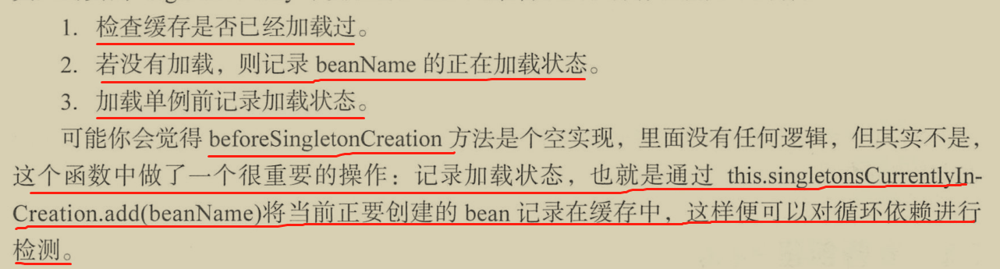 1. 检查缓存是否已经加载过。
2. 若没有加载，则记录 beanName 的正在加载状态。
3. 加载单例前记录加载状态。
可能你会觉得 beforeSingletonCreation 方法是个空实现，里面没有任何逻辑，但其实不是，
这个函数中做了一个很重要的操作：记录加载状态，也就是通过 this.singletonsCurrentlyIn-
Creation.add(beanName)将当前正要创建的 bean 记录在缓存中，这样便可以对循环依赖进行
检测。